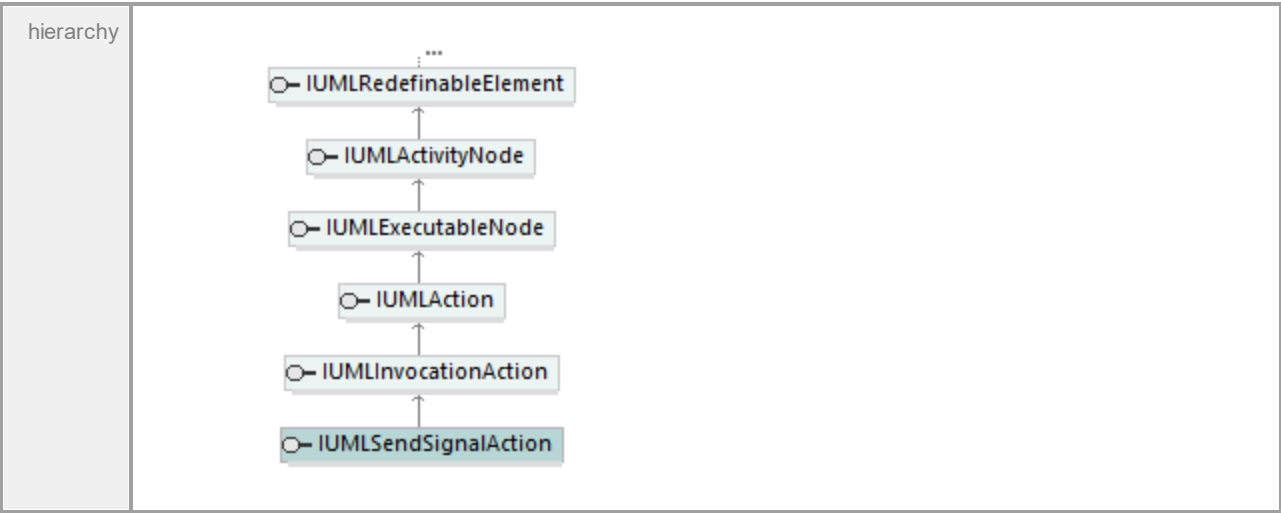 hierarchy
...
IUMLRedefinableElement
IUMLActivityNode
IUMLExecutableNode
IUMLAction
IUMLInvocationAction
IUMLSendSignalAction